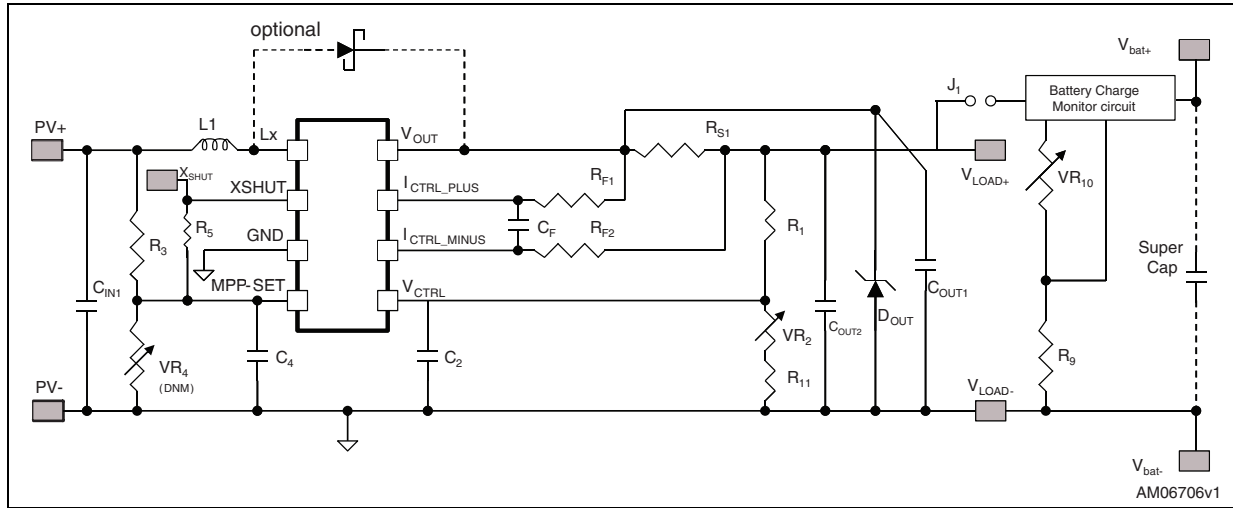 optional
V_bat+
J_1
Battery Charge
Monitor circuit
PV+
L1
Lx
V_OUT
R_S1
X_SHUT
XSHUT
I_CTRL_PLUS
R_F1
V_LOAD+
VR_10
R_3
R_5
GND
C_F
I_CTRL_MINUS
R_F2
R_1
Super
Cap
C_IN1
MPP-SET
V_CTRL
C_OUT1
D_OUT
C_OUT2
VR_4
(DNM)
C_4
C_2
VR_2
R_11
R_9
PV-
V_LOAD-
V_bat-
AM06706v1